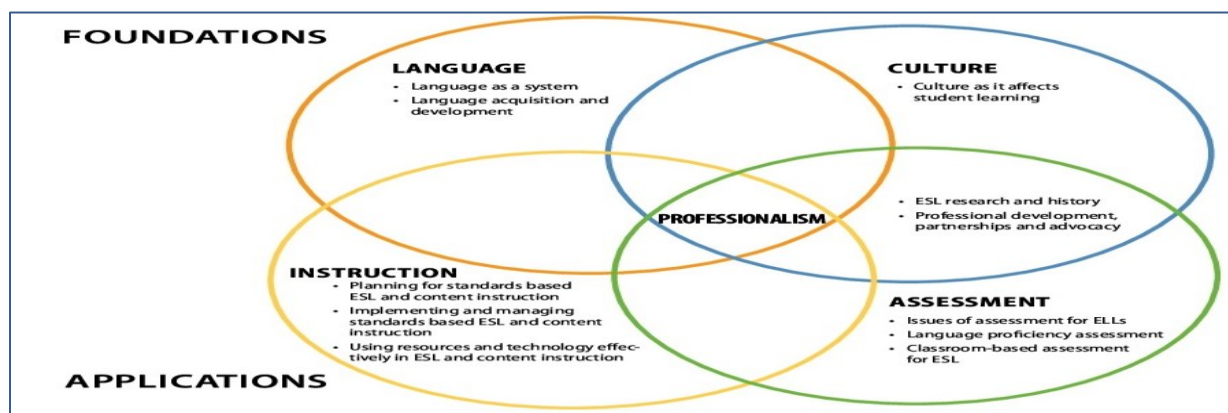 FOUNDATIONS
LANGUAGE
• Language as a system
• Language acquisition and
development
CULTURE
• Culture as it affects
student learning
PROFESSIONALISM
• ESL research and history
• Professional development,
partnerships and advocacy
INSTRUCTION
• Planning for standards based
ESL and content instruction
• Implementing and managing
standards based ESL and content
instruction
• Using resources and technology effec-
tively in ESL and content instruction
ASSESSMENT
• Issues of assessment for ELLs
• Language proficiency assessment
• Classroom-based assessment
for ESL
APPLICATIONS